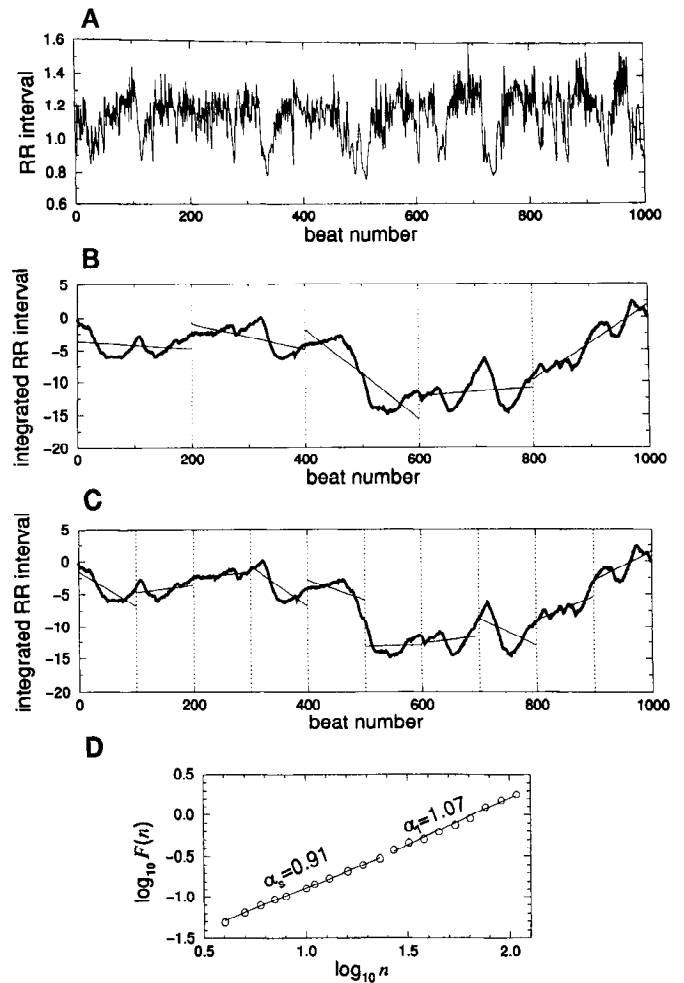 A
RR interval
1.6
1.4
1.2
1.0
0.8
0.6
0 200 400 600 800 1000
beat number
B
integrated RR interval
5
0
−5
−10
−15
−20
0 200 400 600 800 1000
beat number
C
integrated RR interval
5
0
−5
−10
−15
−20
0 200 400 600 800 1000
beat number
D
log₁₀ F(n)
0.5
0.0
−0.5
−1.0
−1.5
αₛ=0.91
αₗ=1.07
0.5 1.0 1.5 2.0
log₁₀ n